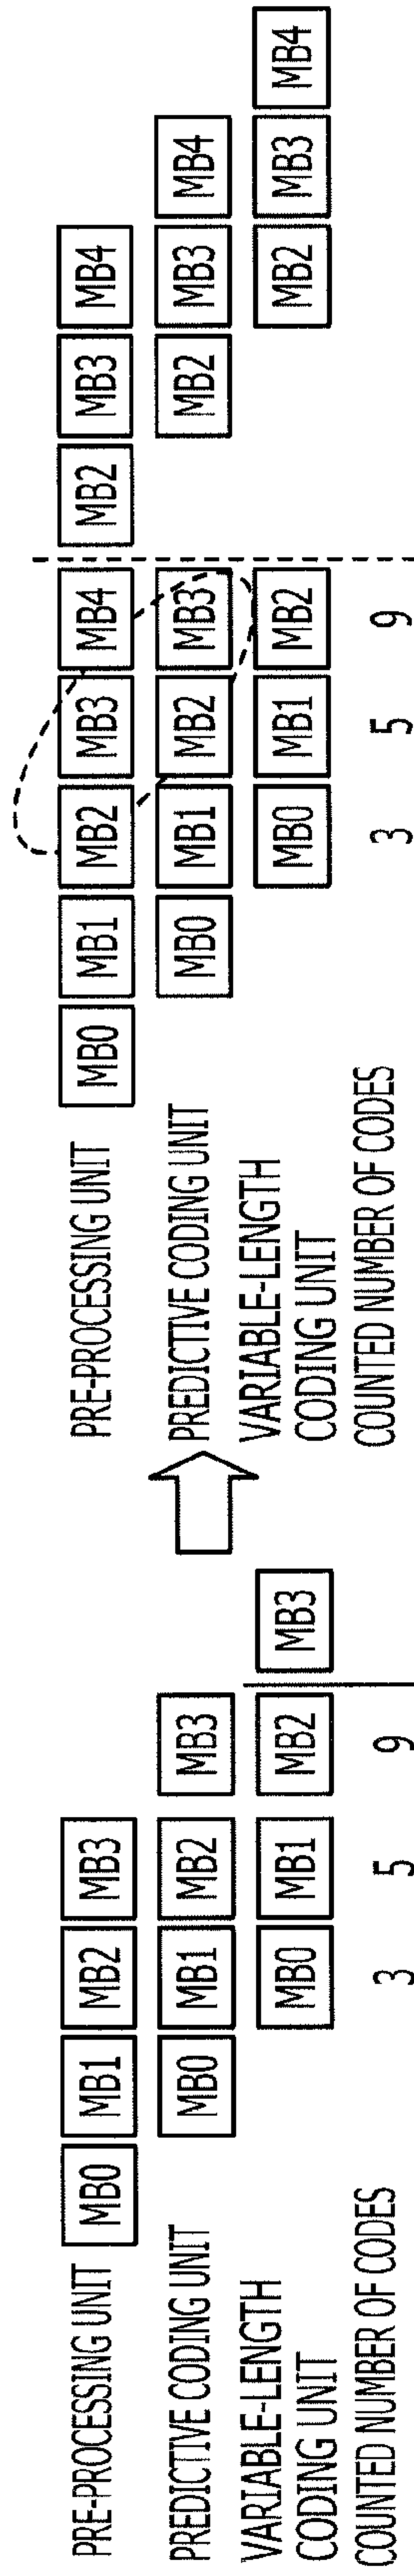 PRE-PROCESSING UNIT MB0 MB1 MB2 MB3
PREDICTIVE CODING UNIT MB0 MB1 MB2 MB3
VARIABLE-LENGTH
CODING UNIT MB0 MB1 MB2 MB3
COUNTED NUMBER OF CODES 3 5 9
PRE-PROCESSING UNIT MB0 MB1 MB2 MB3 MB4 MB2 MB3 MB4
PREDICTIVE CODING UNIT MB0 MB1 MB2 MB3 MB2 MB3 MB4
VARIABLE-LENGTH
CODING UNIT MB0 MB1 MB2 MB2 MB3 MB4
COUNTED NUMBER OF CODES 3 5 9